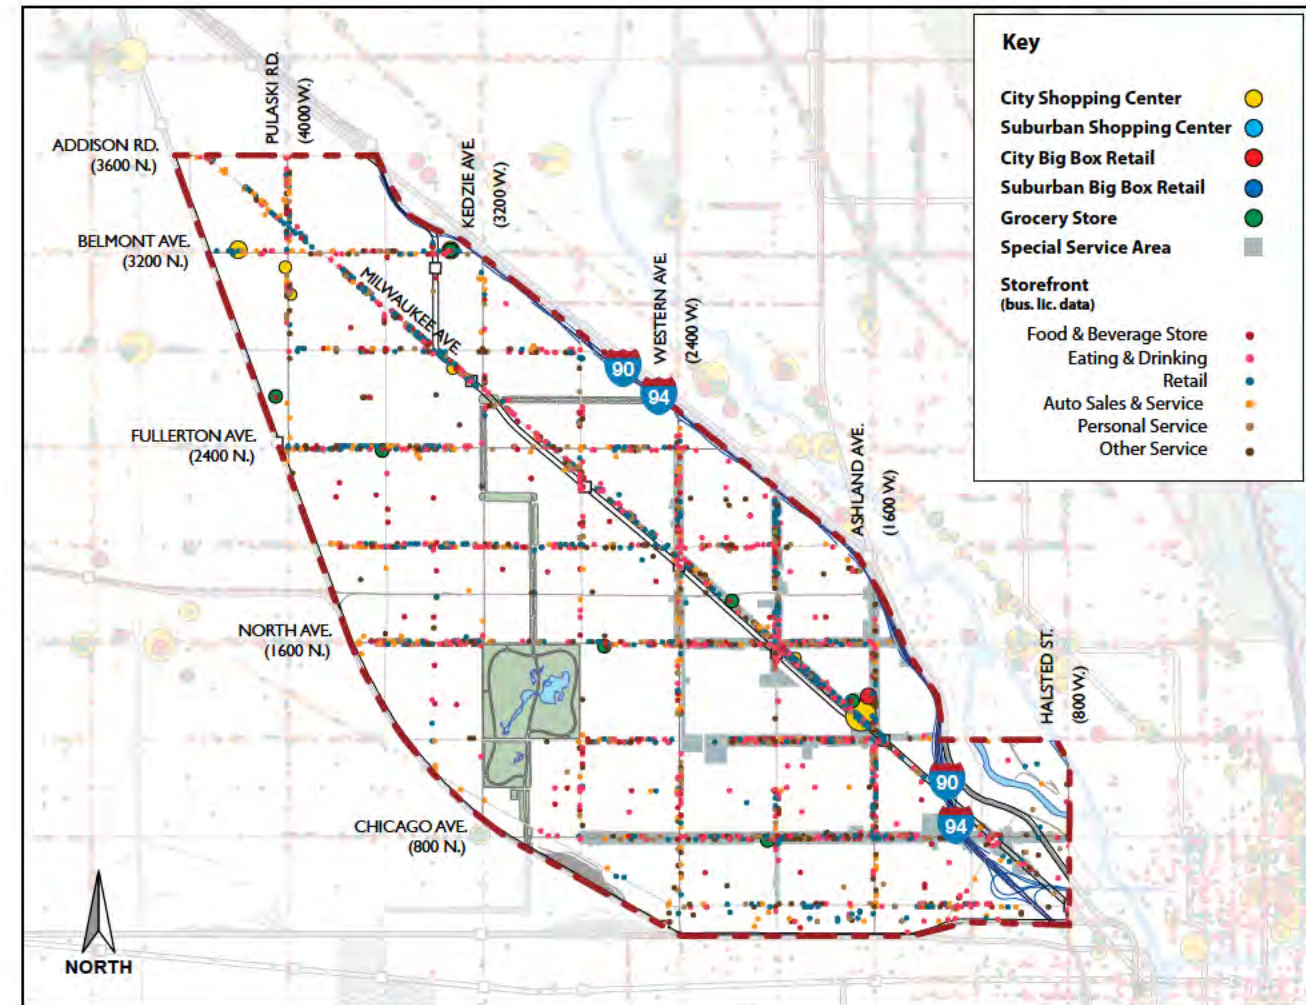 PULASKI RD.
(4000 W.)
ADDISON RD.
(3600 N.)
KEDZIE AVE.
(3200 W.)
BELMONT AVE.
(3200 N.)
MILWAUKEE AVE.
WESTERN AVE.
(2400 W.)
90
94
FULLERTON AVE.
(2400 N.)
ASHLAND AVE.
(1600 W.)
NORTH AVE.
(1600 N.)
HALSTED ST.
(800 W.)
90
94
CHICAGO AVE.
(800 N.)
NORTH
Key
City Shopping Center
Suburban Shopping Center
City Big Box Retail
Suburban Big Box Retail
Grocery Store
Special Service Area
Storefront
(bus. lic. data)
Food & Beverage Store
Eating & Drinking
Retail
Auto Sales & Service
Personal Service
Other Service